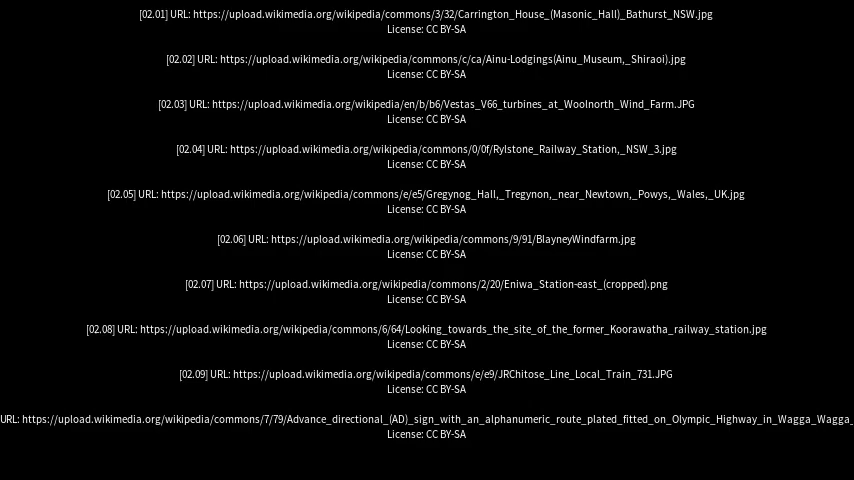 [02.01] URL: https://upload.wikimedia.org/wikipedia/commons/3/32/Carrington_House_(Masonic_Hall)_Bathurst_NSW.jpg
License: CC BY-SA
[02.02] URL: https://upload.wikimedia.org/wikipedia/commons/c/ca/Ainu-Lodgings(Ainu_Museum,_Shiraoi).jpg
License: CC BY-SA
[02.03] URL: https://upload.wikimedia.org/wikipedia/en/b/b6/Vestas_V66_turbines_at_Woolnorth_Wind_Farm.JPG
License: CC BY-SA
[02.04] URL: https://upload.wikimedia.org/wikipedia/commons/0/0f/Rylstone_Railway_Station,_NSW_3.jpg
License: CC BY-SA
[02.05] URL: https://upload.wikimedia.org/wikipedia/commons/e/e5/Gregynog_Hall,_Tregynon,_near_Newtown,_Powys,_Wales,_UK.jpg
License: CC BY-SA
[02.06] URL: https://upload.wikimedia.org/wikipedia/commons/9/91/BlayneyWindfarm.jpg
License: CC BY-SA
[02.07] URL: https://upload.wikimedia.org/wikipedia/commons/2/20/Eniwa_Station-east_(cropped).png
License: CC BY-SA
[02.08] URL: https://upload.wikimedia.org/wikipedia/commons/6/64/Looking_towards_the_site_of_the_former_Koorawatha_railway_station.jpg
License: CC BY-SA
[02.09] URL: https://upload.wikimedia.org/wikipedia/commons/e/e9/JRChitose_Line_Local_Train_731.JPG
License: CC BY-SA
URL: https://upload.wikimedia.org/wikipedia/commons/7/79/Advance_directional_(AD)_sign_with_an_alphanumeric_route_plated_fitted_on_Olympic_Highway_in_Wagga_Wagga_
License: CC BY-SA